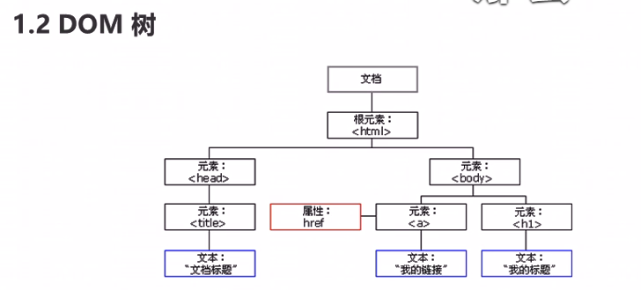 1.2 DOM 树
文档
根元素：
<html>
元素：
<head>
元素：
<body>
元素：
<title>
属性：
href
元素：
<a>
元素：
<h1>
文本：
"文档标题"
文本：
"我的链接"
文本：
"我的标题"